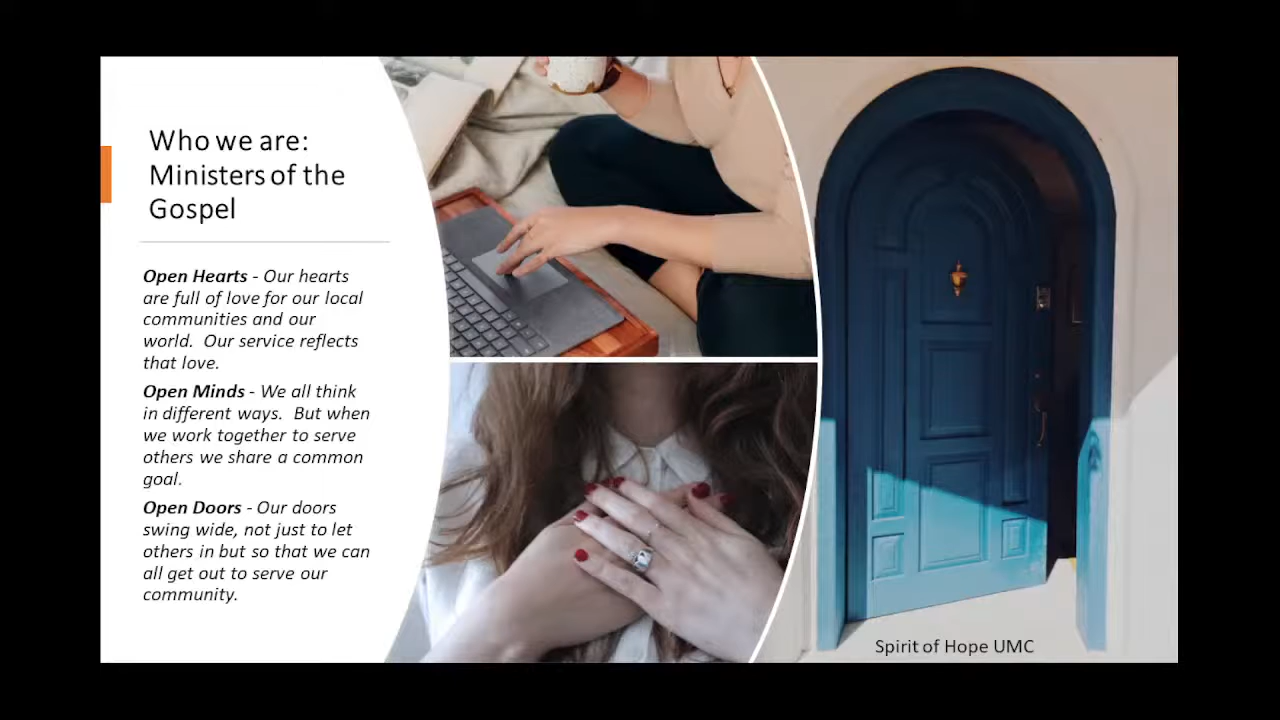 Who we are:
Ministers of the
Gospel
Open Hearts - Our hearts
are full of love for our local
communities and our
world.  Our service reflects
that love.
Open Minds - We all think
in different ways.  But when
we work together to serve
others we share a common
goal.
Open Doors - Our doors
swing wide, not just to let
others in but so that we can
all get out to serve our
community.
Spirit of Hope UMC